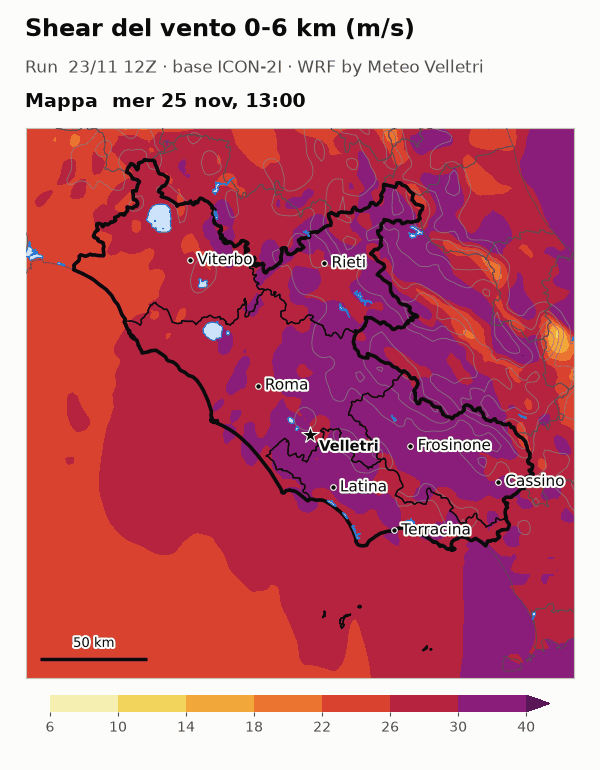 Shear del vento 0-6 km (m/s)
Run  23/11 12Z · base ICON-2I · WRF by Meteo Velletri
Mappa  mer 25 nov, 13:00
Viterbo
Rieti
Roma
Velletri
Frosinone
Latina
Cassino
Terracina
50 km
6 10 14 18 22 26 30 40